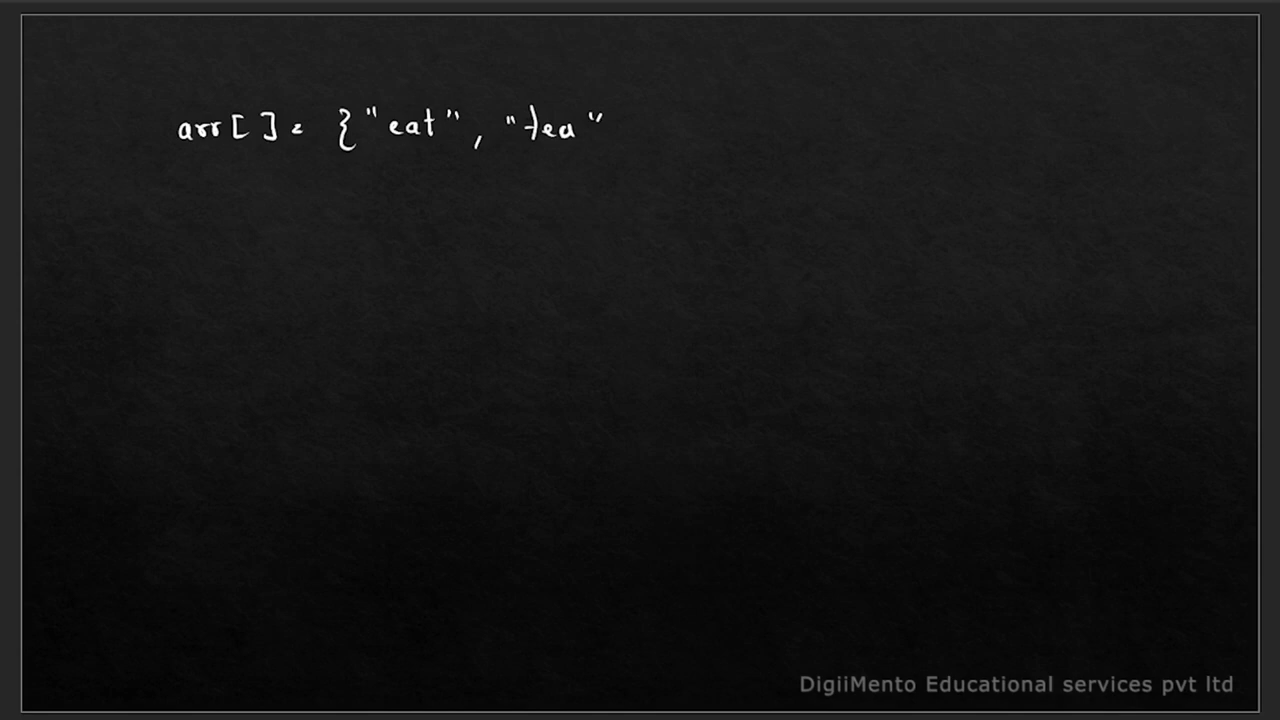 arr[ ] = { "eat", "tea"
DigiiMento Educational services pvt ltd